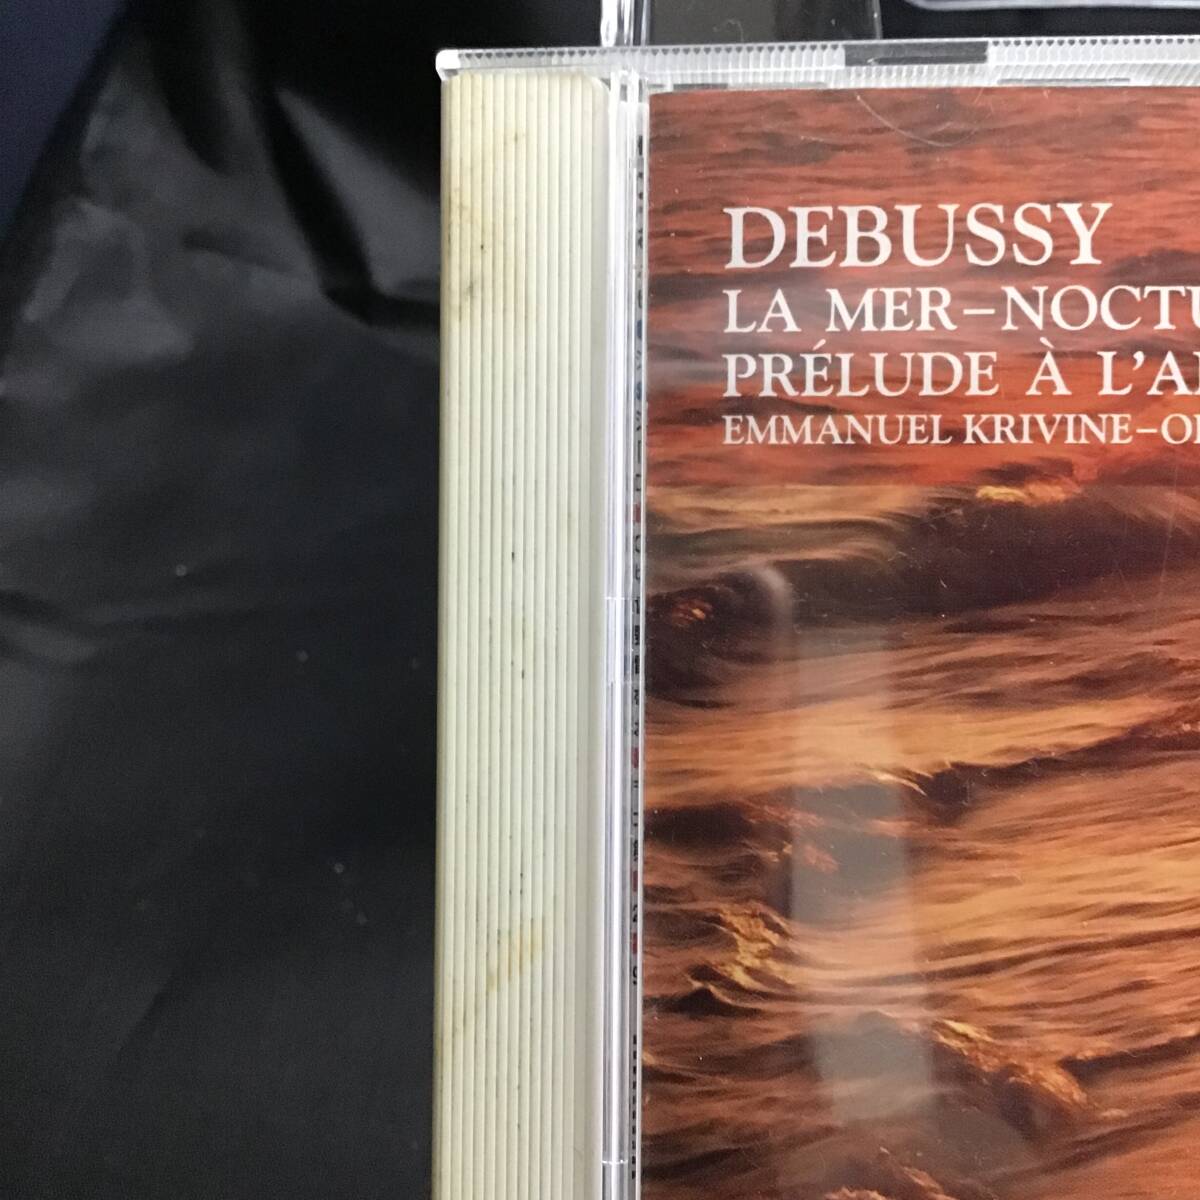 DEBUSSY
LA MER–NOCTU
PRÉLUDE À L'A
EMMANUEL KRIVINE–O